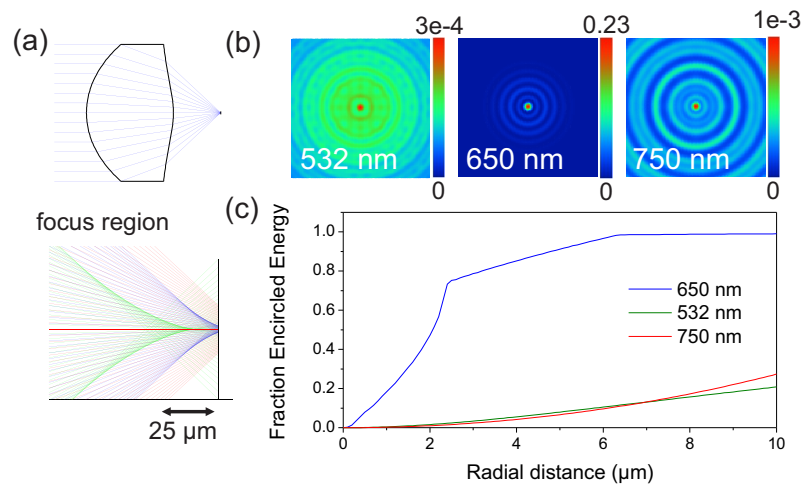 (a)
focus region
25 µm
(b)
3e-4
0
532 nm
0.23
0
650 nm
1e-3
0
750 nm
(c)
Fraction Encircled Energy
1.0
0.8
0.6
0.4
0.2
0.0
650 nm
532 nm
750 nm
0
2
4
6
8
10
Radial distance (µm)